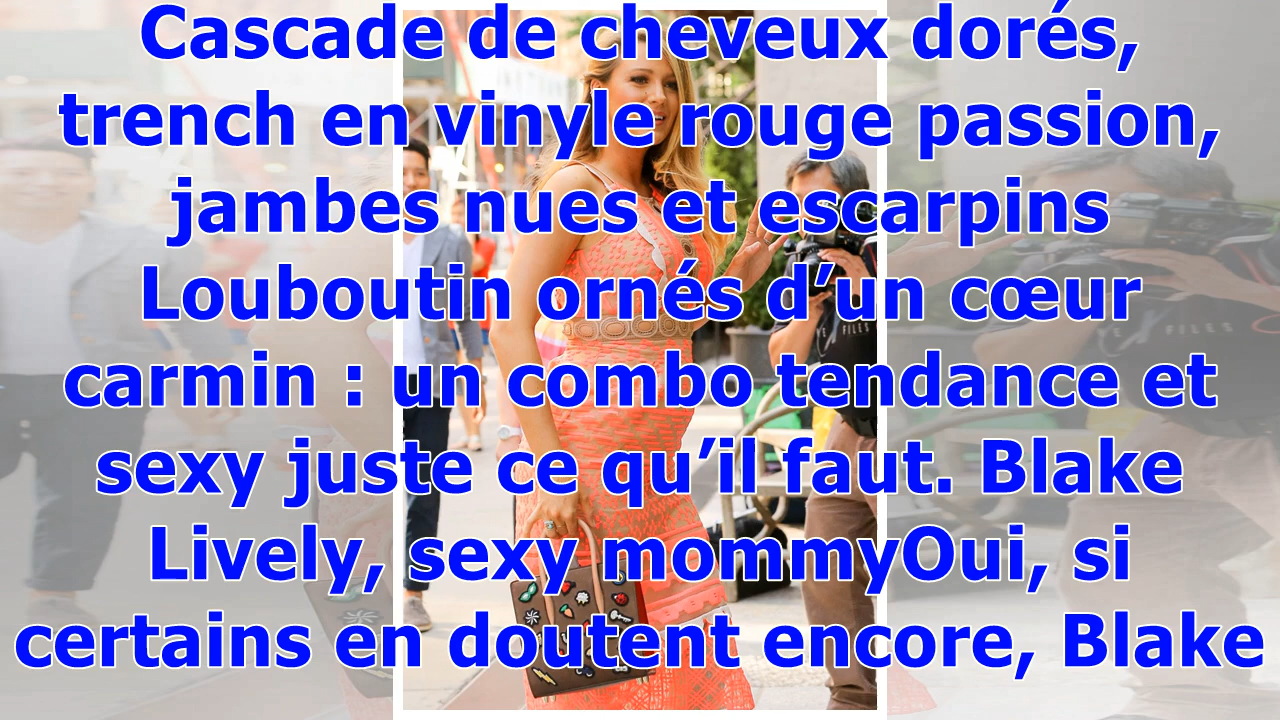 Cascade de cheveux dorés,
trench en vinyle rouge passion,
jambes nues et escarpins
Louboutin ornés d’un cœur
carmin : un combo tendance et
sexy juste ce qu’il faut. Blake
Lively, sexy mommyOui, si
certains en doutent encore, Blake
FILES